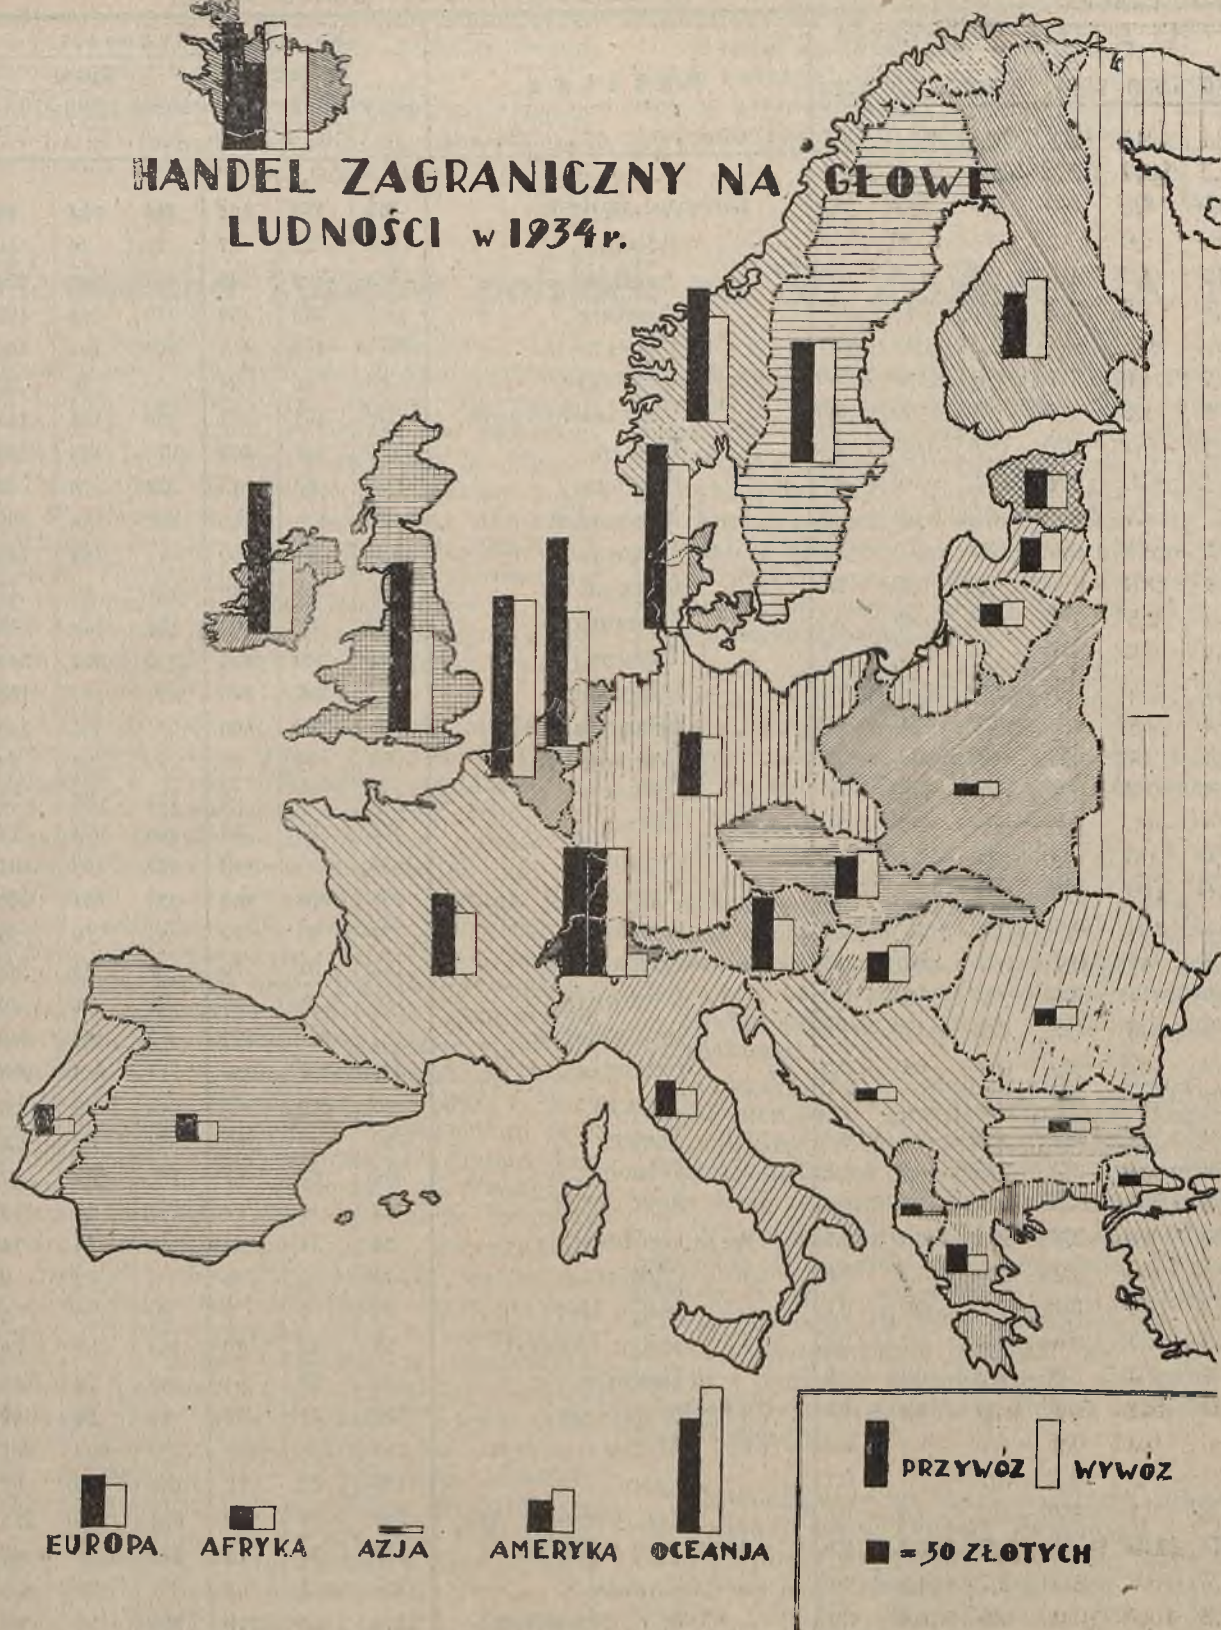 HANDEL ZAGRANICZNY NA GŁOWĘ
LUDNOŚCI w 1934 r.
EUROPA
AFRYKA
AZJA
AMERYKA
OCEANJA
PRZYWÓZ
WYWÓZ
= 50 ZŁOTYCH